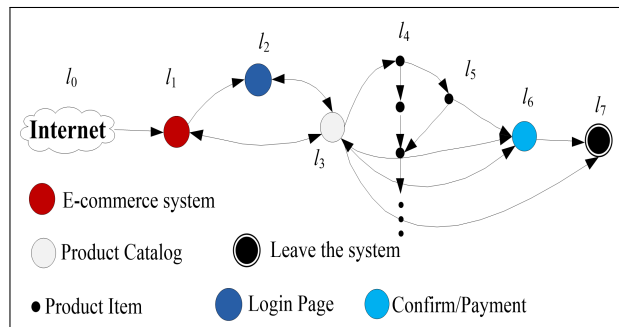 l0
l1
l2
l3
l4
l5
l6
l7
Internet
E-commerce system
Product Catalog
Leave the system
Product Item
Login Page
Confirm/Payment